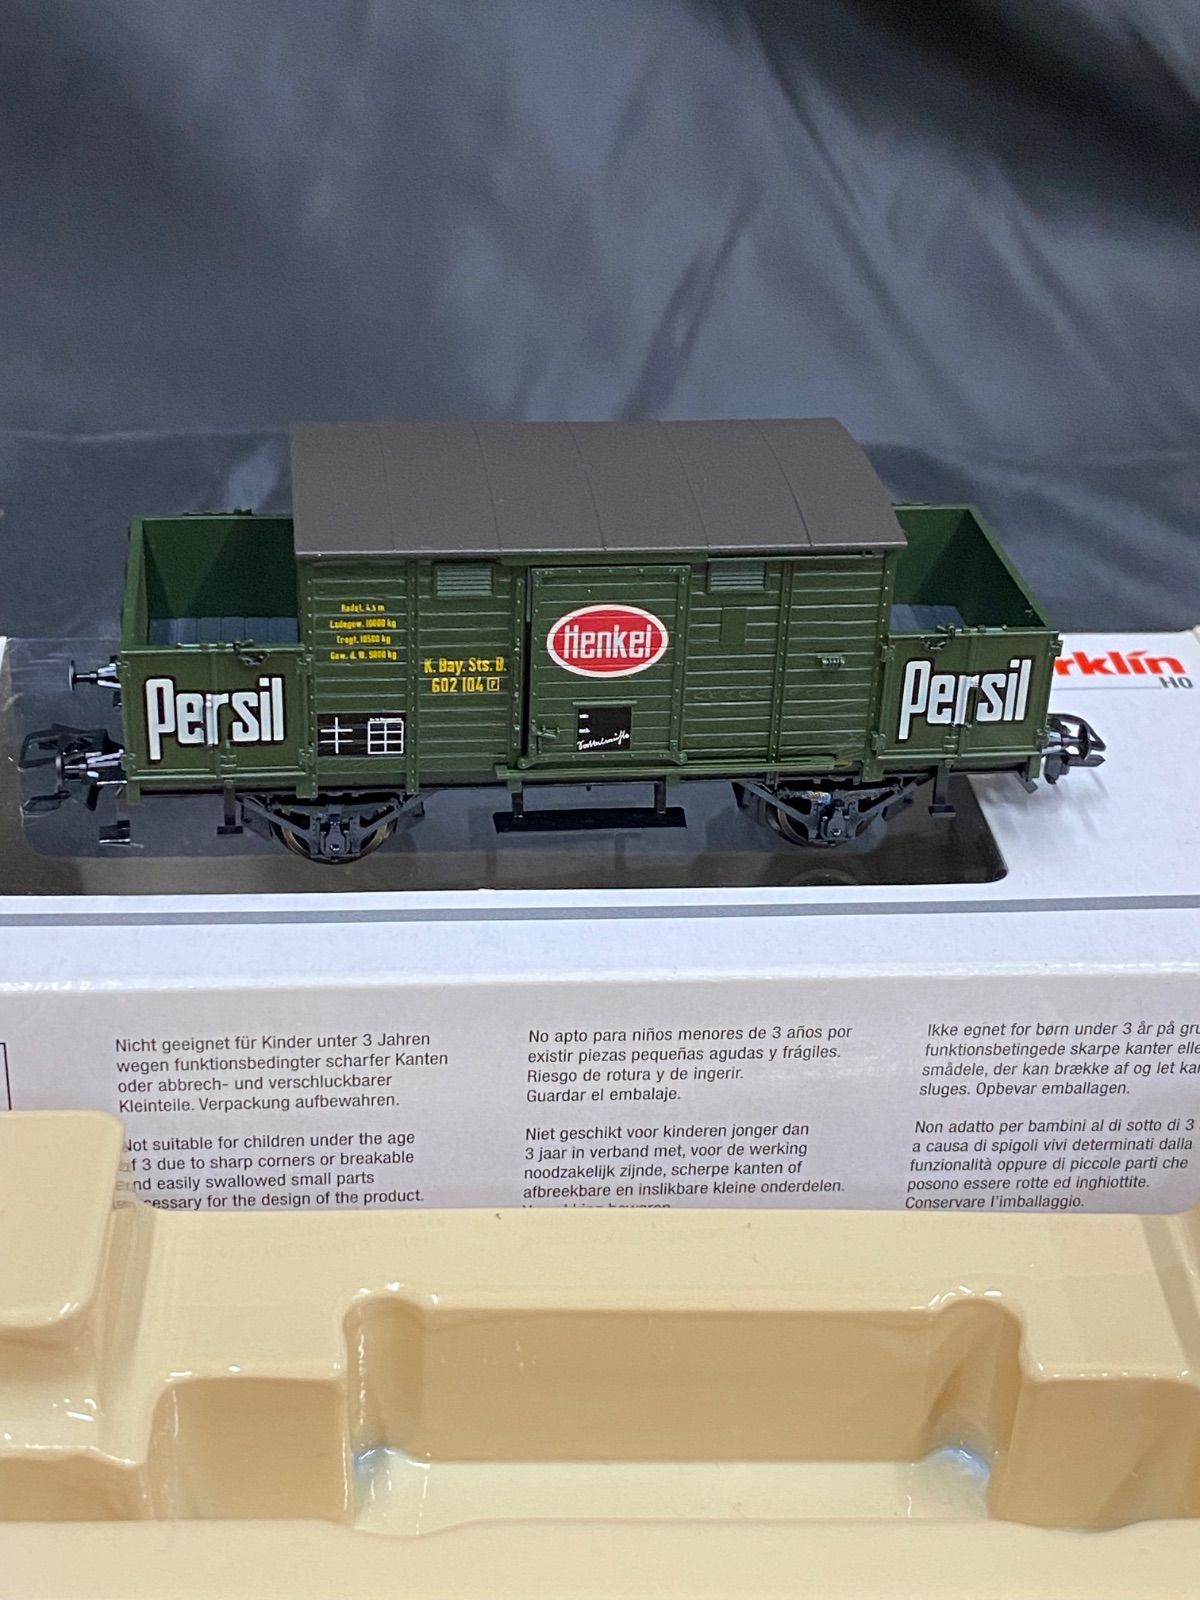 Radst. 4,5 m
Ladegew. 10000 kg
Tragf. 10500 kg
Gew. d. W. 9800 kg
K. Bay. Sts. B.
602 104 P
Henkel
Persil
Persil
rklin
HO
Nicht geeignet für Kinder unter 3 Jahren
wegen funktionsbedingter scharfer Kanten
oder abbrech- und verschluckbarer
Kleinteile. Verpackung aufbewahren.
Not suitable for children under the age
of 3 due to sharp corners or breakable
and easily swallowed small parts
cessary for the design of the product.
No apto para niños menores de 3 años por
existir piezas pequeñas agudas y frágiles.
Riesgo de rotura y de ingerir.
Guardar el embalaje.
Niet geschikt voor kinderen jonger dan
3 jaar in verband met, voor de werking
noodzakelijk zijnde, scherpe kanten of
afbreekbare en inslikbare kleine onderdelen.
Ikke egnet for børn under 3 år på gru
funktionsbetingede skarpe kanter elle
smådele, der kan brække af og let kan
sluges. Opbevar emballagen.
Non adatto per bambini al di sotto di 3
a causa di spigoli vivi determinati dalla
funzionalità oppure di piccole parti che
posono essere rotte ed inghiottite.
Conservare l'imballaggio.